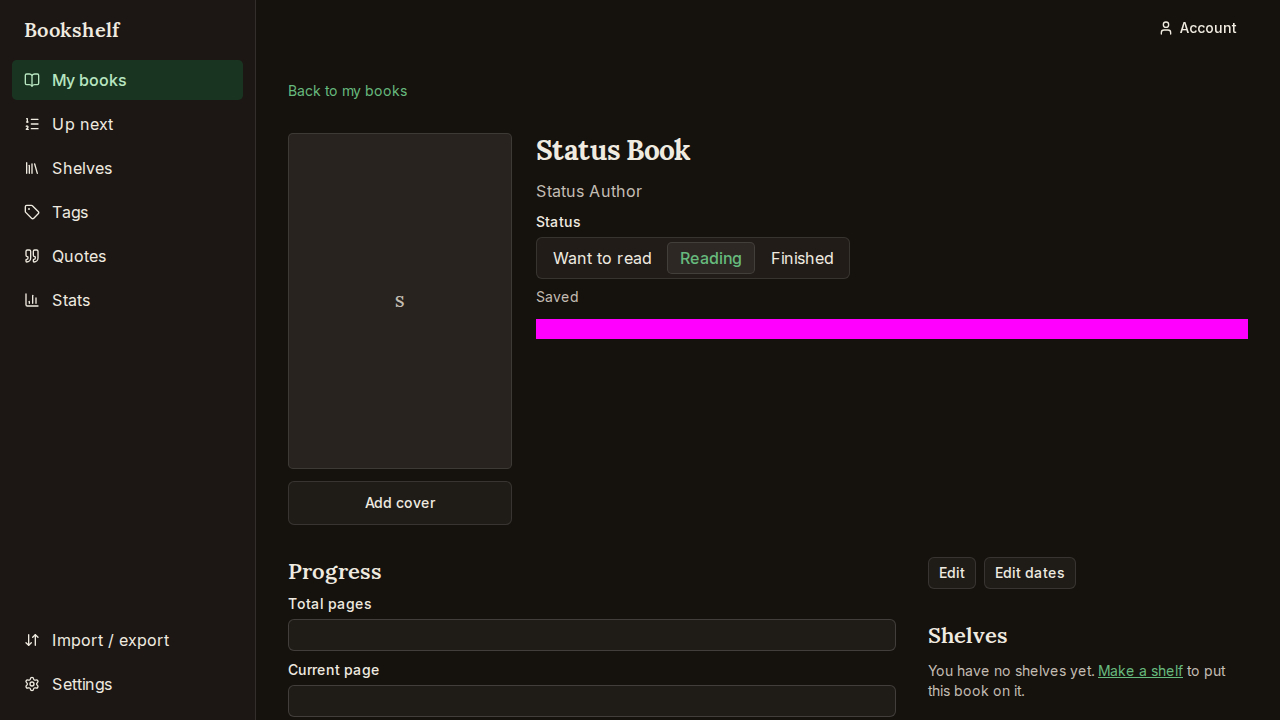 Bookshelf
My books
Up next
Shelves
Tags
Quotes
Stats
Import / export
Settings
Account
Back to my books
S
Add cover
Status Book
Status Author
Status
Want to read Reading Finished
Saved
Progress
Total pages
Current page
Edit Edit dates
Shelves
You have no shelves yet. Make a shelf to put
this book on it.